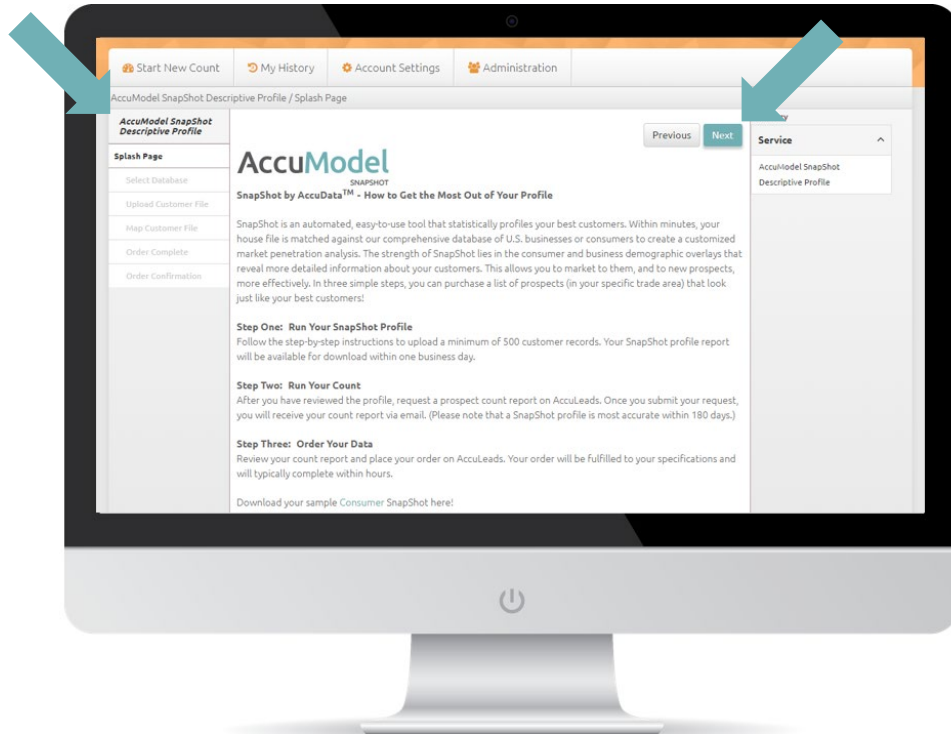 Start New Count
My History
Account Settings
Administration
AccuModel SnapShot Descriptive Profile / Splash Page
AccuModel SnapShot
Descriptive Profile
Splash Page
Select Database
Upload Customer File
Map Customer File
Order Complete
Order Confirmation
Previous
Next
AccuModel
SNAPSHOT
SnapShot by AccuData™ - How to Get the Most Out of Your Profile
SnapShot is an automated, easy-to-use tool that statistically profiles your best customers. Within minutes, your
house file is matched against our comprehensive database of U.S. businesses or consumers to create a customized
market penetration analysis. The strength of SnapShot lies in the consumer and business demographic overlays that
reveal more detailed information about your customers. This allows you to market to them, and to new prospects,
more effectively. In three simple steps, you can purchase a list of prospects (in your specific trade area) that look
just like your best customers!
Step One: Run Your SnapShot Profile
Follow the step-by-step instructions to upload a minimum of 500 customer records. Your SnapShot profile report
will be available for download within one business day.
Step Two: Run Your Count
After you have reviewed the profile, request a prospect count report on AccuLeads. Once you submit your request,
you will receive your count report via email. (Please note that a SnapShot profile is most accurate within 180 days.)
Step Three: Order Your Data
Review your count report and place your order on AccuLeads. Your order will be fulfilled to your specifications and
will typically complete within hours.
Download your sample Consumer SnapShot here!
Service
AccuModel SnapShot
Descriptive Profile